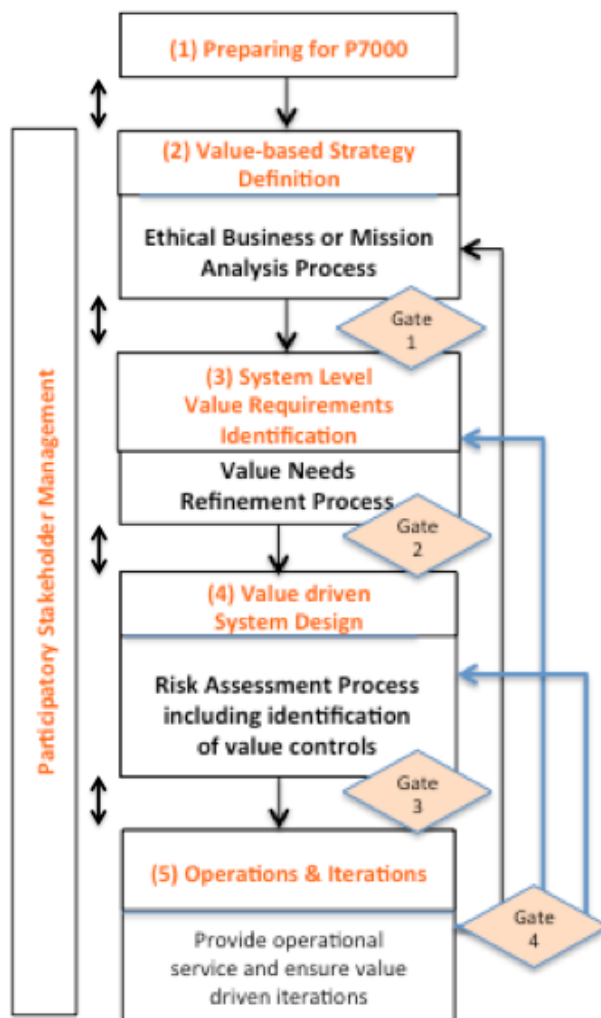 (1) Preparing for P7000
Participatory Stakeholder Management
(2) Value-based Strategy
Definition
Ethical Business or Mission
Analysis Process
Gate
1
(3) System Level
Value Requirements
Identification
Value Needs
Refinement Process
Gate
2
(4) Value driven
System Design
Risk Assessment Process
including identification
of value controls
Gate
3
(5) Operations & Iterations
Provide operational
service and ensure value
driven iterations
Gate
4